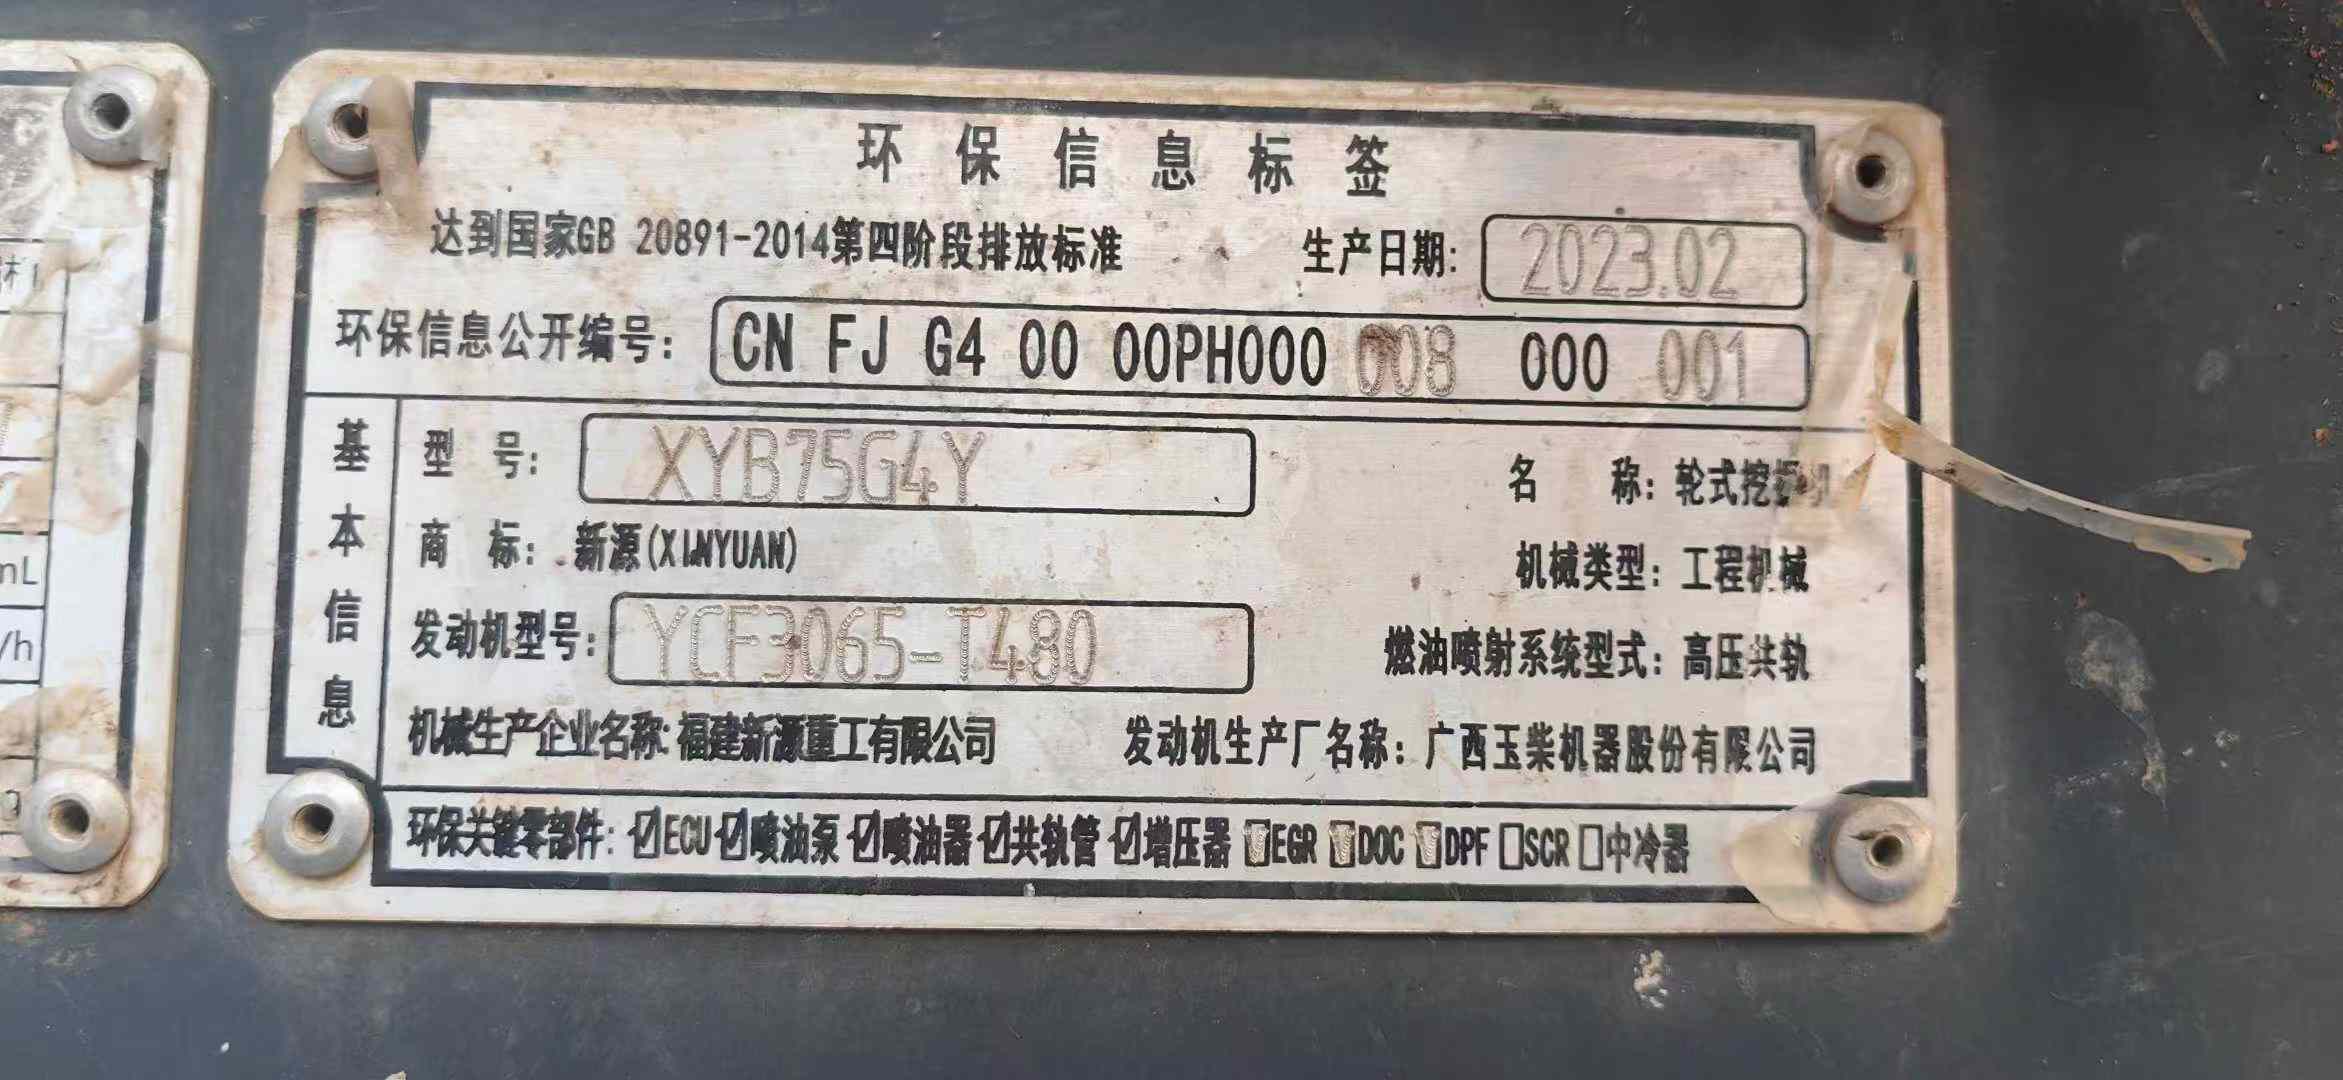 环保信息标签
达到国家GB 20891-2014第四阶段排放标准 生产日期: 2023.02
环保信息公开编号: CN FJ G4 00 00PH000 008 000 001
基本信息
型号: XYB75G4Y 名称: 轮式挖掘机
商标: 新源(XINYUAN) 机械类型: 工程机械
发动机型号: YCF3065-T480 燃油喷射系统型式: 高压共轨
机械生产企业名称: 福建新源重工有限公司 发动机生产厂名称: 广西玉柴机器股份有限公司
环保关键零部件: ☑ECU ☑喷油泵 ☑喷油器 ☑共轨管 ☑增压器 ☑EGR ☑DOC ☑DPF □SCR □中冷器
mL
/h